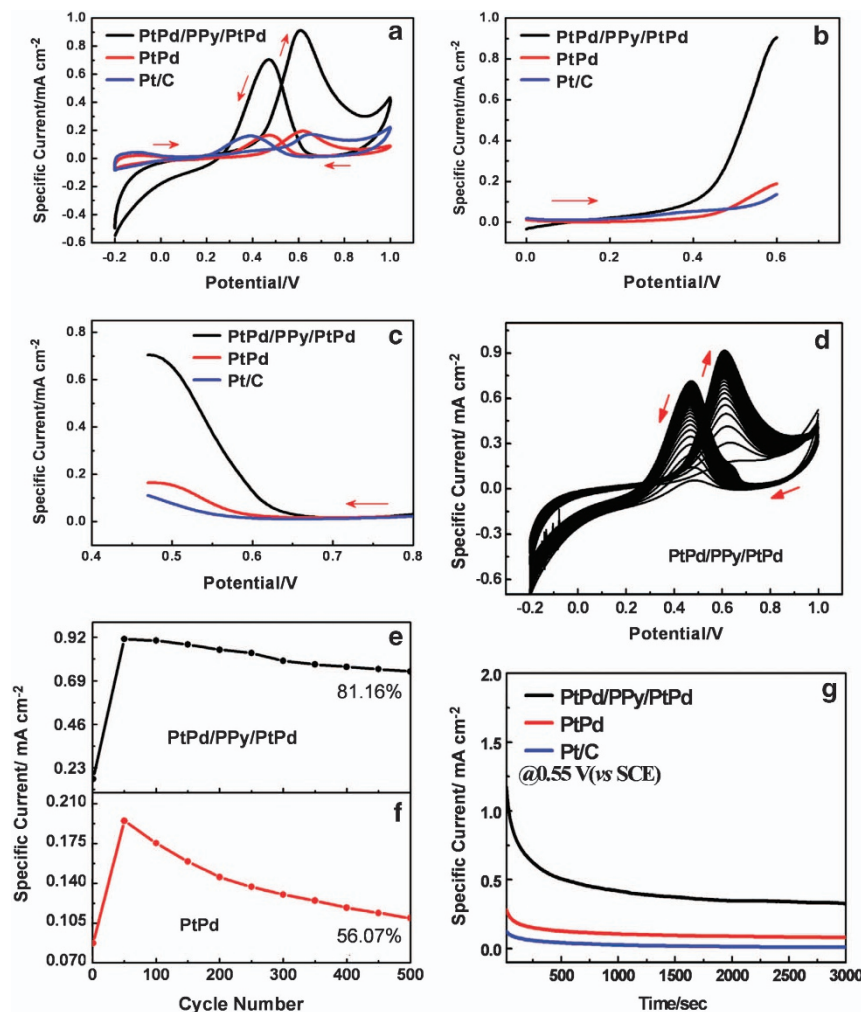 a
PtPd/PPy/PtPd
PtPd
Pt/C
1.0
0.8
0.6
0.4
0.2
0.0
-0.2
-0.4
-0.6
Specific Current/mA cm-2
-0.2 0.0 0.2 0.4 0.6 0.8 1.0
Potential/V
b
PtPd/PPy/PtPd
PtPd
Pt/C
1.0
0.8
0.6
0.4
0.2
0.0
Specific Current/mA cm-2
0.0 0.2 0.4 0.6
Potential/V
c
PtPd/PPy/PtPd
PtPd
Pt/C
0.8
0.6
0.4
0.2
0.0
Specific Current/mA cm-2
0.4 0.5 0.6 0.7 0.8
Potential/V
d
0.9
0.6
0.3
0.0
-0.3
-0.6
Specific Current/ mA cm-2
PtPd/PPy/PtPd
-0.2 0.0 0.2 0.4 0.6 0.8 1.0
Potential/V
e
0.92
0.69
0.46
0.23
81.16%
PtPd/PPy/PtPd
Specific Current/ mA cm-2
f
0.210
0.175
0.140
0.105
0.070
PtPd
56.07%
0 100 200 300 400 500
Cycle Number
g
PtPd/PPy/PtPd
PtPd
Pt/C
@0.55 V(vs SCE)
2.0
1.5
1.0
0.5
0.0
Specific Current/ mA cm-2
500 1000 1500 2000 2500 3000
Time/sec